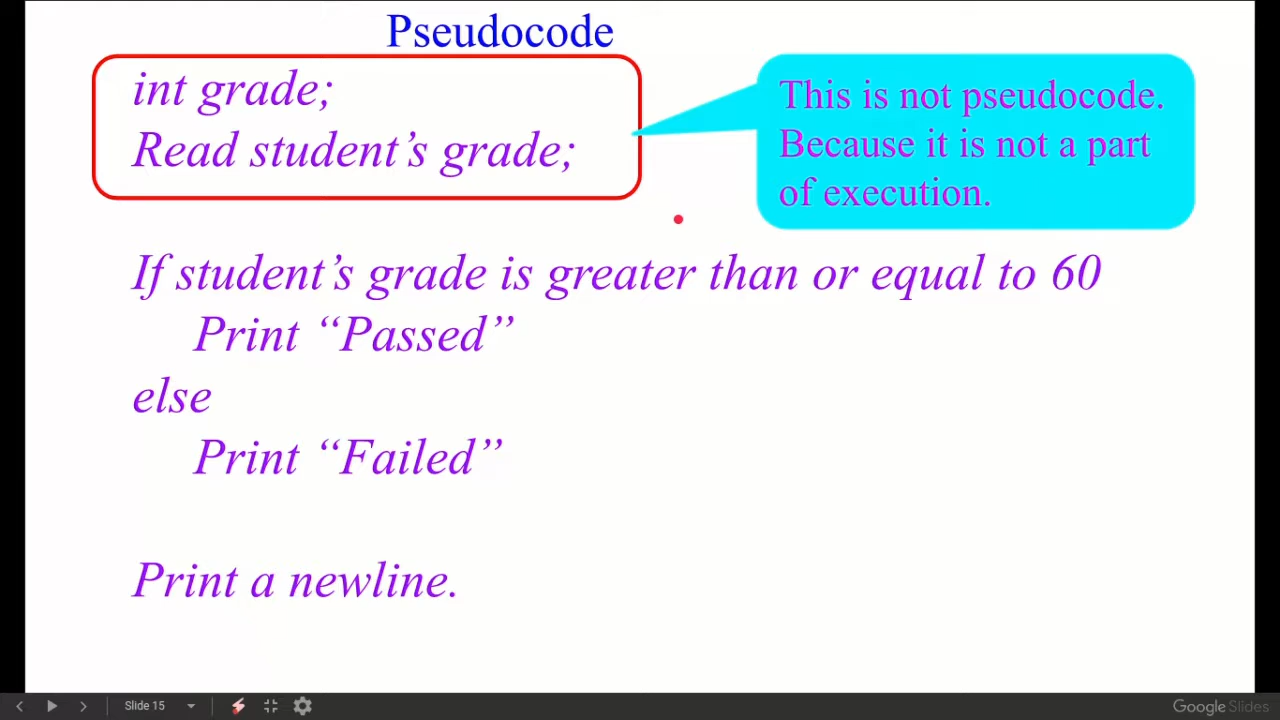 Pseudocode
int grade;
Read student’s grade;
This is not pseudocode.
Because it is not a part
of execution.
If student’s grade is greater than or equal to 60
Print “Passed”
else
Print “Failed”
Print a newline.
Slide 15
Google Slides